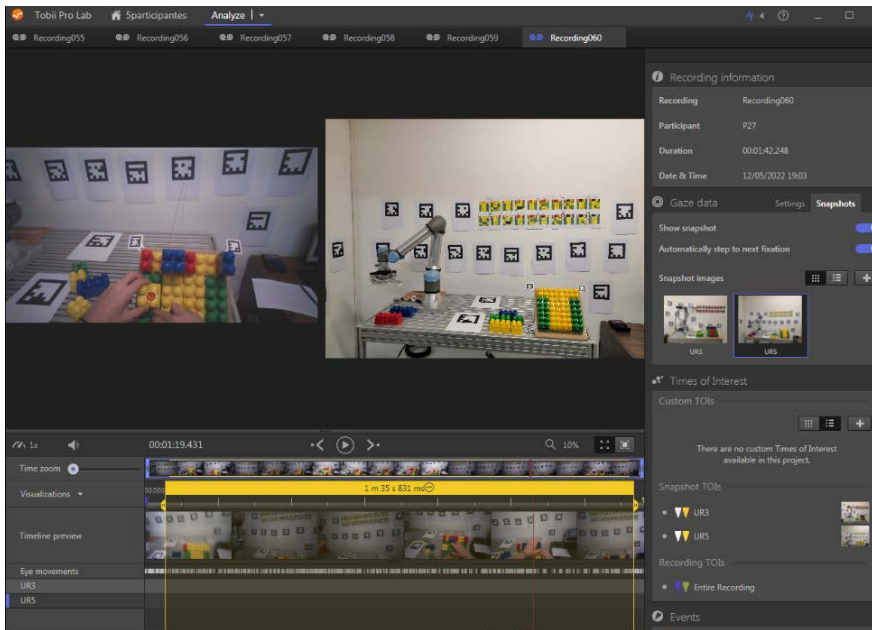 Tobii Pro Lab
5participantes
Analyze
4
Recording055
Recording056
Recording057
Recording058
Recording059
Recording060
Recording information
Recording Recording060
Participant P27
Duration 00:01:42.248
Date & Time 12/05/2022 19:03
Gaze data Settings Snapshots
Show snapshot
Automatically step to next fixation
Snapshot images
UR3
UR5
Times of Interest
Custom TOIs
There are no custom Times of Interest
available in this project.
Snapshot TOIs
UR3
UR5
Recording TOIs
Entire Recording
Events
1x
00:01:19.431
10%
Time zoom
Visualizations
1 m 35 s 831 ms
Timeline preview
Eye movements
UR3
UR5